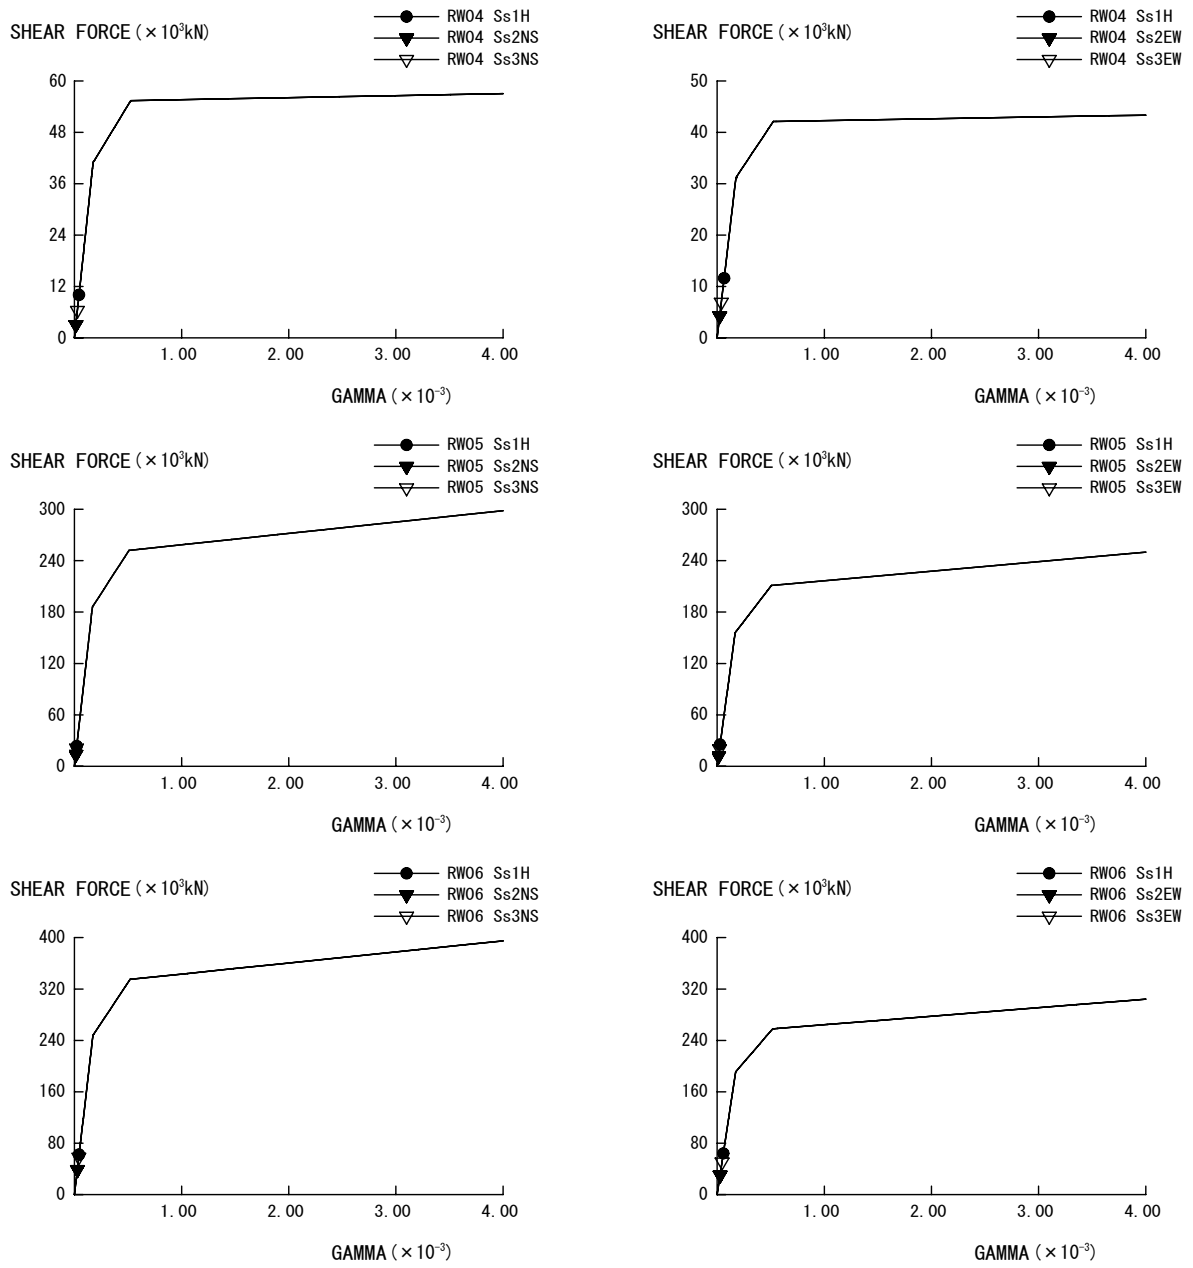 SHEAR FORCE(×10³kN)
RW04 Ss1H
RW04 Ss2NS
RW04 Ss3NS
60
48
36
24
12
0
1.00 2.00 3.00 4.00
GAMMA(×10⁻³)
SHEAR FORCE(×10³kN)
RW04 Ss1H
RW04 Ss2EW
RW04 Ss3EW
50
40
30
20
10
0
1.00 2.00 3.00 4.00
GAMMA(×10⁻³)
SHEAR FORCE(×10³kN)
RW05 Ss1H
RW05 Ss2NS
RW05 Ss3NS
300
240
180
120
60
0
1.00 2.00 3.00 4.00
GAMMA(×10⁻³)
SHEAR FORCE(×10³kN)
RW05 Ss1H
RW05 Ss2EW
RW05 Ss3EW
300
240
180
120
60
0
1.00 2.00 3.00 4.00
GAMMA(×10⁻³)
SHEAR FORCE(×10³kN)
RW06 Ss1H
RW06 Ss2NS
RW06 Ss3NS
400
320
240
160
80
0
1.00 2.00 3.00 4.00
GAMMA(×10⁻³)
SHEAR FORCE(×10³kN)
RW06 Ss1H
RW06 Ss2EW
RW06 Ss3EW
400
320
240
160
80
0
1.00 2.00 3.00 4.00
GAMMA(×10⁻³)